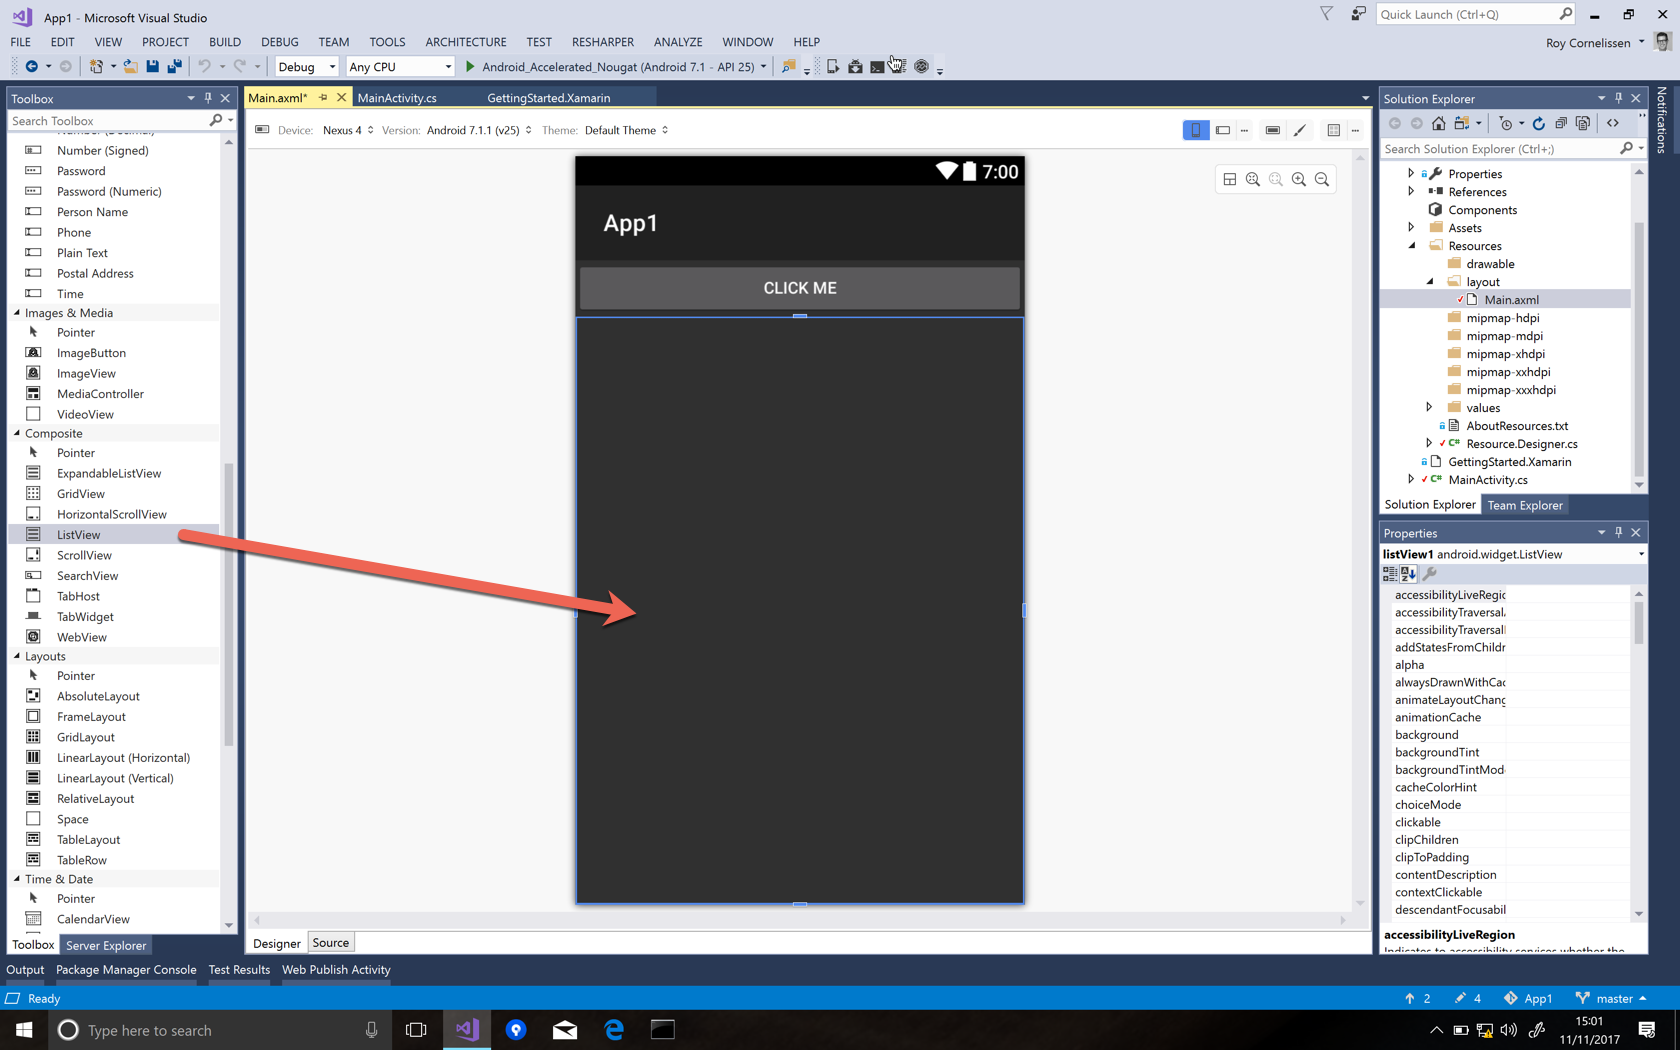 App1 - Microsoft Visual Studio
Quick Launch (Ctrl+Q)
FILE EDIT VIEW PROJECT BUILD DEBUG TEAM TOOLS ARCHITECTURE TEST RESHARPER ANALYZE WINDOW HELP
Roy Cornelissen
Debug Any CPU Android_Accelerated_Nougat (Android 7.1 - API 25)
Toolbox
Search Toolbox
Number (Decimal)
Number (Signed)
Password
Password (Numeric)
Person Name
Phone
Plain Text
Postal Address
Time
Images & Media
Pointer
ImageButton
ImageView
MediaController
VideoView
Composite
Pointer
ExpandableListView
GridView
HorizontalScrollView
ListView
ScrollView
SearchView
TabHost
TabWidget
WebView
Layouts
Pointer
AbsoluteLayout
FrameLayout
GridLayout
LinearLayout (Horizontal)
LinearLayout (Vertical)
RelativeLayout
Space
TableLayout
TableRow
Time & Date
Pointer
CalendarView
Toolbox Server Explorer
Main.axml* MainActivity.cs GettingStarted.Xamarin
Device: Nexus 4 Version: Android 7.1.1 (v25) Theme: Default Theme
7:00
App1
CLICK ME
Designer Source
Solution Explorer
Search Solution Explorer (Ctrl+;)
Properties
References
Components
Assets
Resources
drawable
layout
Main.axml
mipmap-hdpi
mipmap-mdpi
mipmap-xhdpi
mipmap-xxhdpi
mipmap-xxxhdpi
values
AboutResources.txt
Resource.Designer.cs
GettingStarted.Xamarin
MainActivity.cs
Solution Explorer Team Explorer
Notifications
Properties
listView1 android.widget.ListView
accessibilityLiveRegic
accessibilityTraversal
accessibilityTraversal
addStatesFromChildr
alpha
alwaysDrawnWithCac
animateLayoutChang
animationCache
background
backgroundTint
backgroundTintMod
cacheColorHint
choiceMode
clickable
clipChildren
clipToPadding
contentDescription
contextClickable
descendantFocusabil
accessibilityLiveRegion
Indicates to accessibility services whether the
Output Package Manager Console Test Results Web Publish Activity
Ready
2 4 App1 master
Type here to search
15:01
11/11/2017